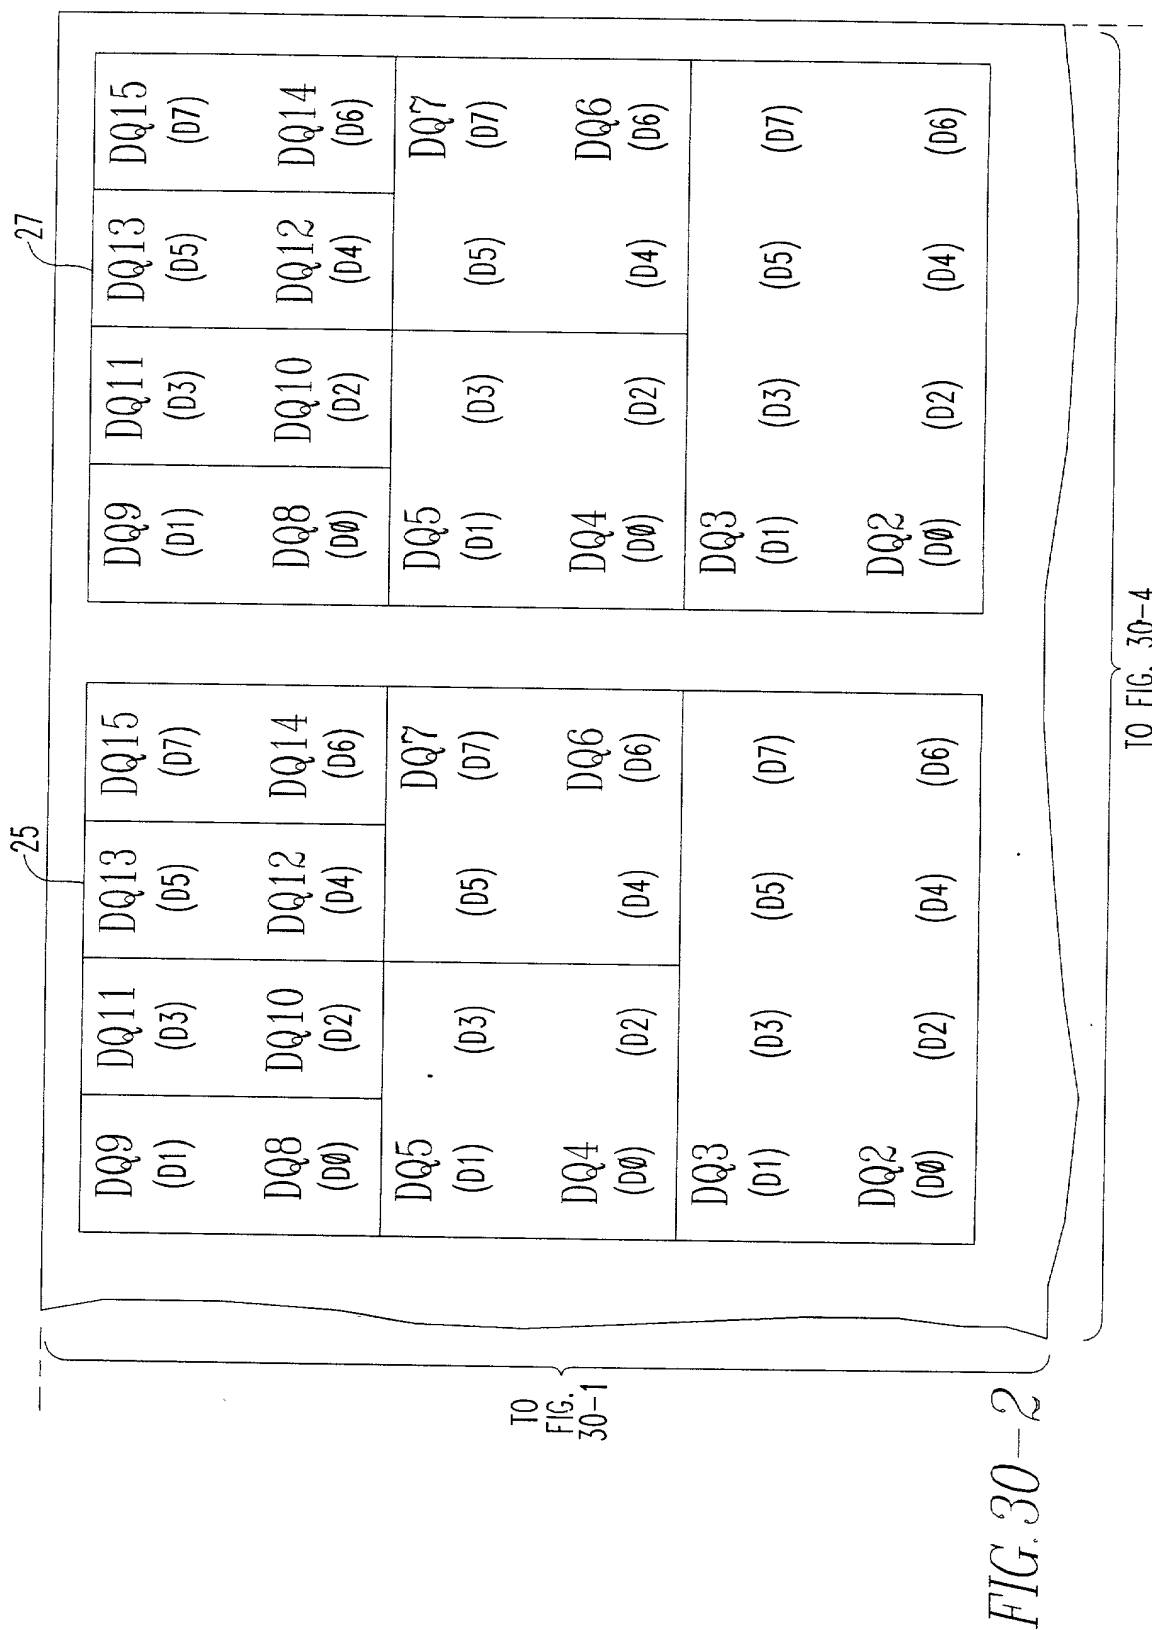 25 27
DQ9 DQ11 DQ13 DQ15 DQ9 DQ11 DQ13 DQ15
(D1) (D3) (D5) (D7) (D1) (D3) (D5) (D7)
DQ8 DQ10 DQ12 DQ14 DQ8 DQ10 DQ12 DQ14
(DØ) (D2) (D4) (D6) (DØ) (D2) (D4) (D6)
DQ5 DQ7 DQ5 DQ7
(D1) (D3) (D5) (D7) (D1) (D3) (D5) (D7)
TO
FIG.
30-1
DQ4 DQ6 DQ4 DQ6
(DØ) (D2) (D4) (D6) (DØ) (D2) (D4) (D6)
DQ3 DQ3
(D1) (D3) (D5) (D7) (D1) (D3) (D5) (D7)
DQ2 DQ2
(DØ) (D2) (D4) (D6) (DØ) (D2) (D4) (D6)
FIG. 30-2
TO FIG. 30-4